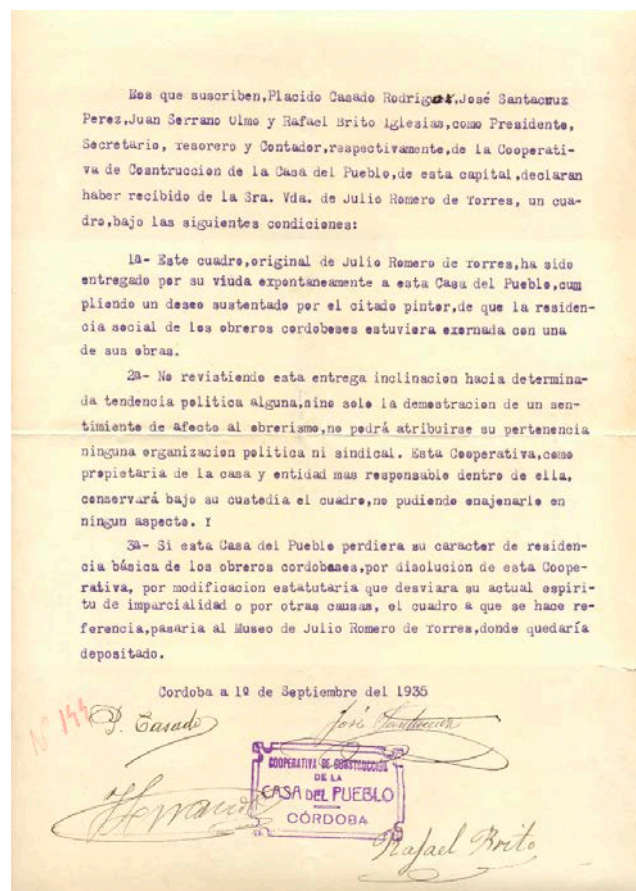 Los que suscriben,Placido Casado Rodriguez,José Santacruz
Perez,Juan Serrano Olmo y Rafael Brito Iglesias,como Presidente,
Secretario, Tesorero y Contador,respectivamente,de la Cooperati-
va de Cosntruccion de la Casa del Pueblo,de esta capital,declaran
haber recibido de la Sra. Vda. de Julio Romero de Torres, un cua-
dro,bajo las siguientes condiciones:
1a- Este cuadro,original de Julio Romero de Torres,ha sido
entregado por su viuda expontaneamente a esta Casa del Pueblo,cum
pliendo un deseo sustentado por el citado pintor,de que la residen-
cia social de los obreros cordobeses estuviera exornada con una
de sus obras.
2a- No revistiendo esta entrega inclinacion hacia determina-
da tendencia politica alguna,sino solo la demostracion de un sen-
timiento de afecto al obrerismo,no podrá atribuirse su pertenencia
ninguna organizacion politica ni sindical. Esta Cooperativa,como
propietaria de la casa y entidad mas responsable dentro de ella,
conservará bajo su custodia el cuadro,no pudiendo enajenarlo en
ningun aspecto. Y
3a- Si esta Casa del Pueblo perdiera su caracter de residen-
cia básica de los obreros cordobeses,por disolucion de esta Coope-
rativa, por modificacion estatutaria que desviara su actual espiri-
tu de imparcialidad o por otras causas, el cuadro a que se hace re-
ferencia,pasaria al Museo de Julio Romero de Torres,donde quedaría
depositado.
Cordoba a 1º de Septiembre del 1935
Nº 144
P. Casado
José Santacruz
COOPERATIVA DE CONSTRUCCION
DE LA
CASA DEL PUEBLO
CÓRDOBA
J Serrano
Rafael Brito